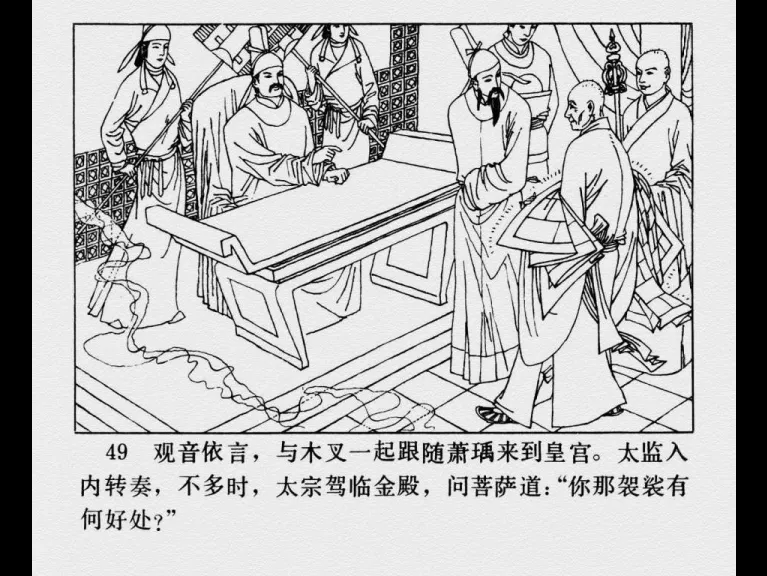 49 观音依言，与木叉一起跟随萧瑀来到皇宫。太监入
内转奏，不多时，太宗驾临金殿，问菩萨道：“你那袈裟有
何好处？”